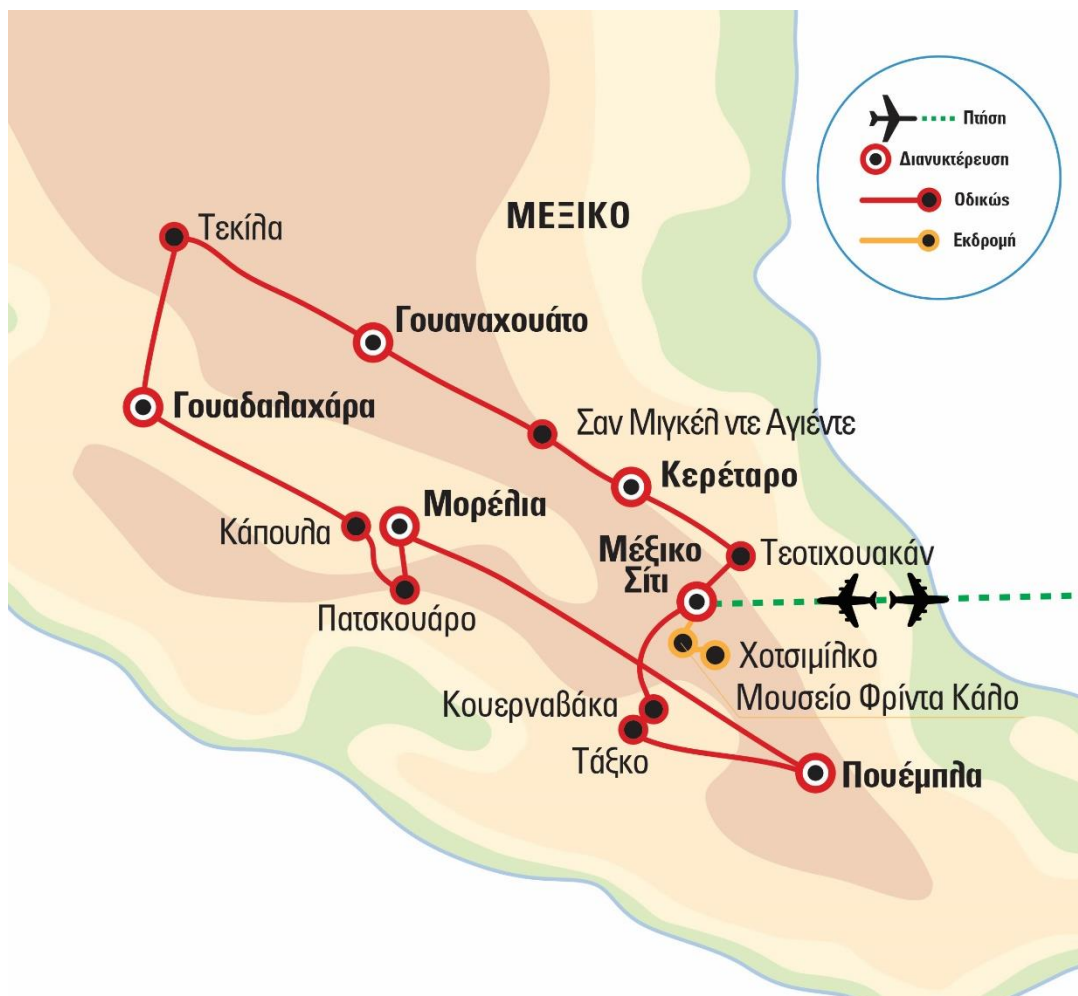 Πτήση
Διανυκτέρευση
Οδικώς
Εκδρομή
ΜΕΞΙΚΟ
Τεκίλα
Γουαναχουάτο
Γουαδαλαχάρα
Σαν Μιγκέλ ντε Αγιέντε
Κερέταρο
Μορέλια
Κάπουλα
Μέξικο
Σίτι
Τεοτιχουακάν
Πατσκουάρο
Χοτσιμίλκο
Κουερναβάκα
Μουσείο Φρίντα Κάλο
Τάξκο
Πουέμπλα